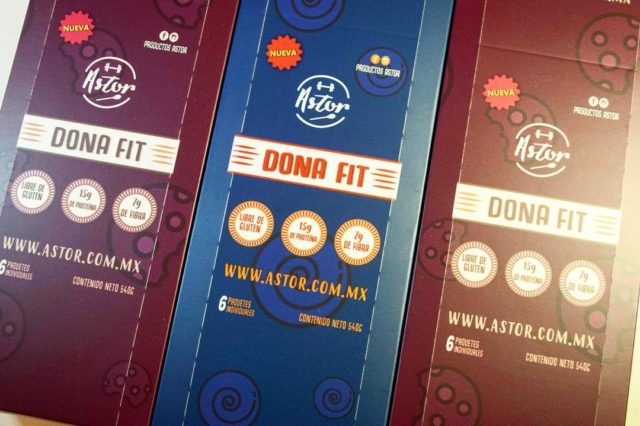 NUEVA
PRODUCTOS ASTOR
Astor
DONA FIT
LIBRE DE
GLUTEN
15g
DE PROTEÍNA
7g
DE FIBRA
WWW.ASTOR.COM.MX
6 PAQUETES
INDIVIDUALES
CONTENIDO NETO 540G
NUEVA
PRODUCTOS ASTOR
Astor
DONA FIT
LIBRE DE
GLUTEN
15g
DE PROTEÍNA
7g
DE FIBRA
WWW.ASTOR.COM.MX
6 PAQUETES
INDIVIDUALES
CONTENIDO NETO 540G
NUEVA
PRODUCTOS ASTOR
Astor
DONA FIT
LIBRE DE
GLUTEN
15g
DE PROTEÍNA
7g
DE FIBRA
WWW.ASTOR.COM.MX
6 PAQUETES
INDIVIDUALES
CONTENIDO NETO 540G